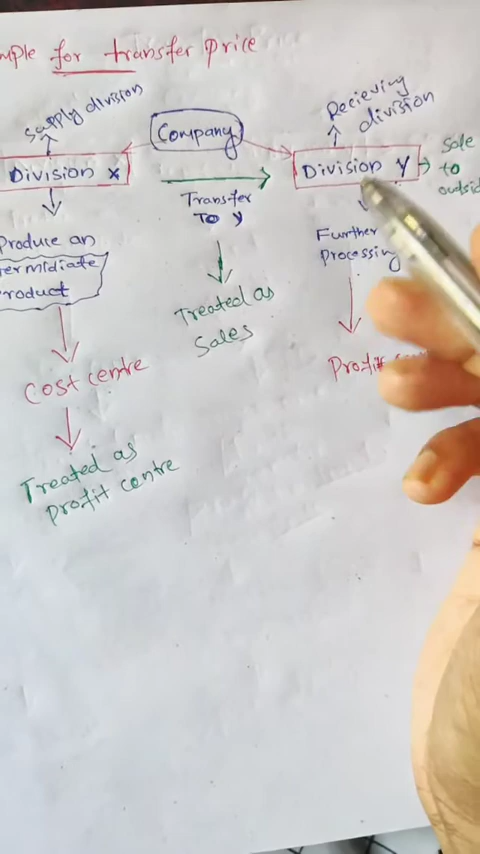 for transfer price
Supply division
Company
Recieving
division
Division X
Division Y
Sale
to
Transfer
TO Y
Produce an
Product
Further
Processing
Treated as
Sales
Cost centre
Treated as
profit centre